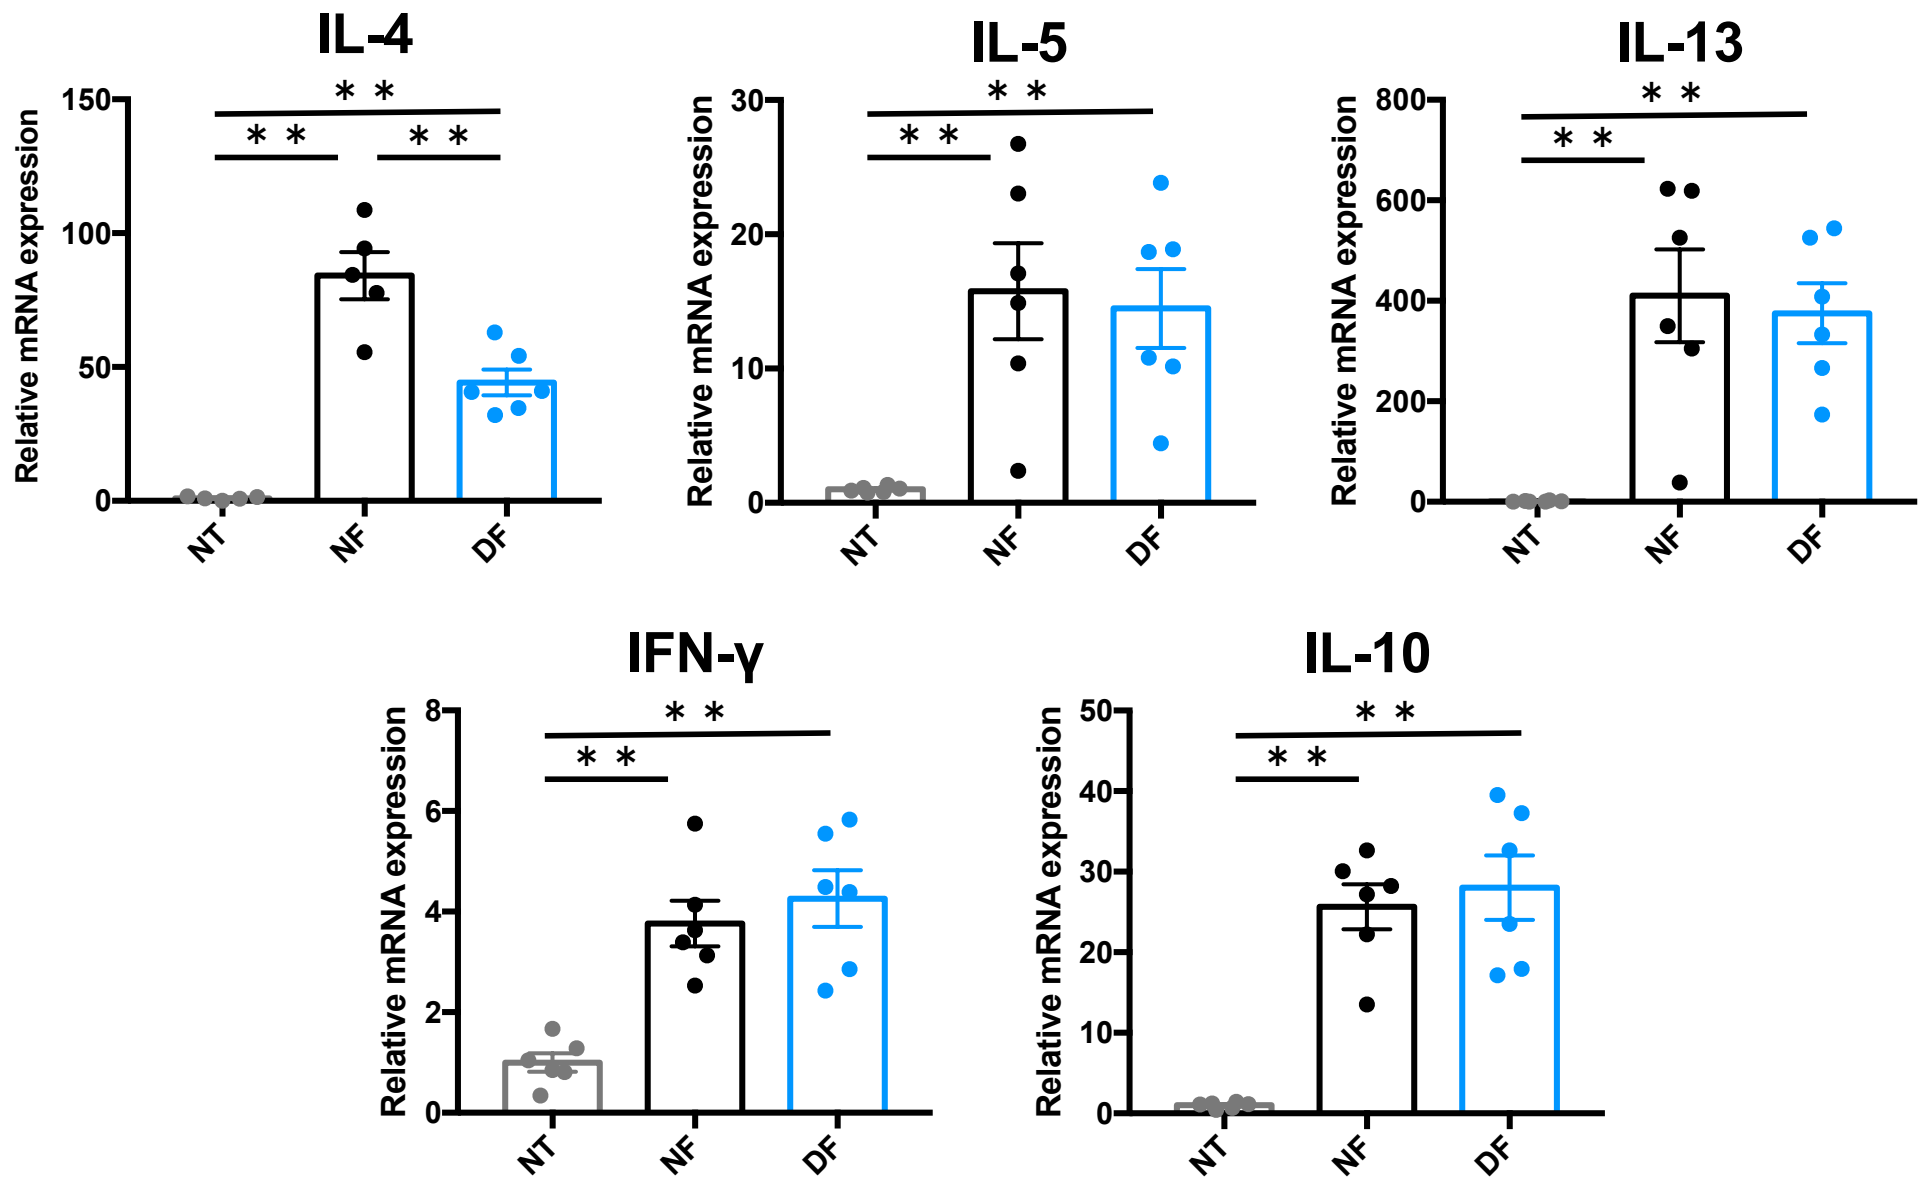 IL-4
* *
* *
* *
Relative mRNA expression
150
100
50
0
NT
NF
DF
IL-5
* *
* *
Relative mRNA expression
30
20
10
0
NT
NF
DF
IL-13
* *
* *
Relative mRNA expression
800
600
400
200
0
NT
NF
DF
IFN-γ
* *
* *
Relative mRNA expression
8
6
4
2
0
NT
NF
DF
IL-10
* *
* *
Relative mRNA expression
50
40
30
20
10
0
NT
NF
DF